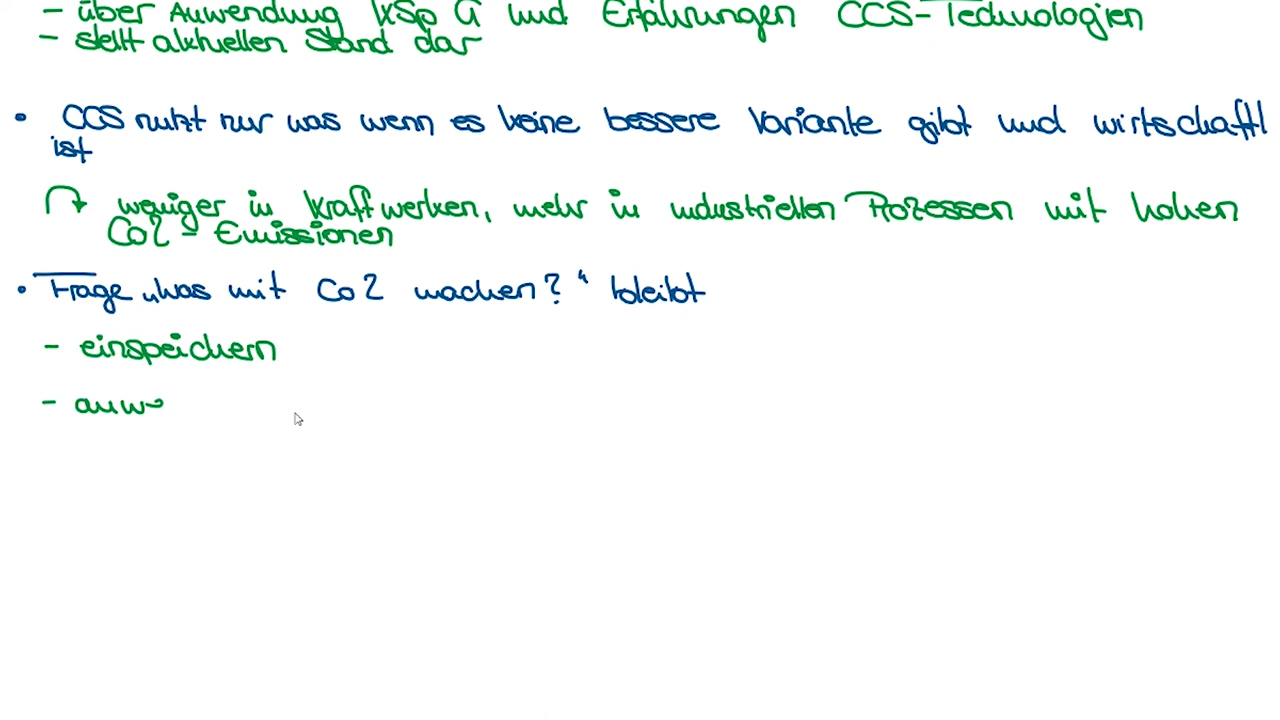 - über Anwendung KSpG und Erfahrungen CCS-Technologien
- stellt aktuellen Stand dar
• CCS nutzt nur was wenn es keine bessere Variante gibt und wirtschaftl
ist
↷ weniger in Kraftwerken, mehr in industriellen Prozessen mit hohen
Co2 - Emissionen
• Frage „Was mit Co2 machen?“ bleibt
- einspeichern
- anw